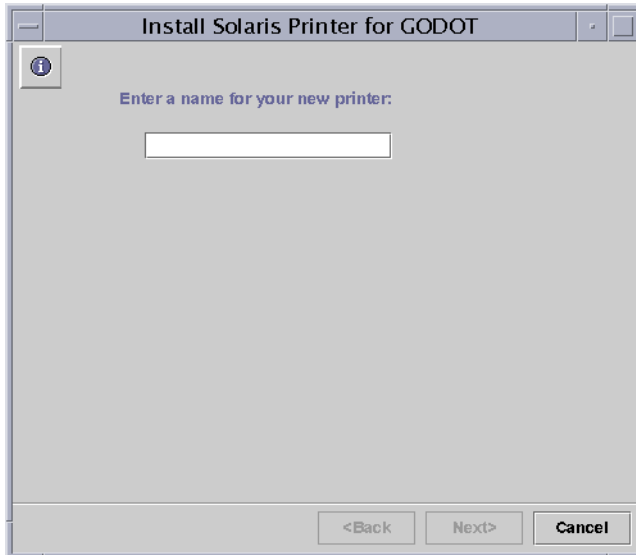 Install Solaris Printer for GODOT
Enter a name for your new printer:
<Back Next> Cancel